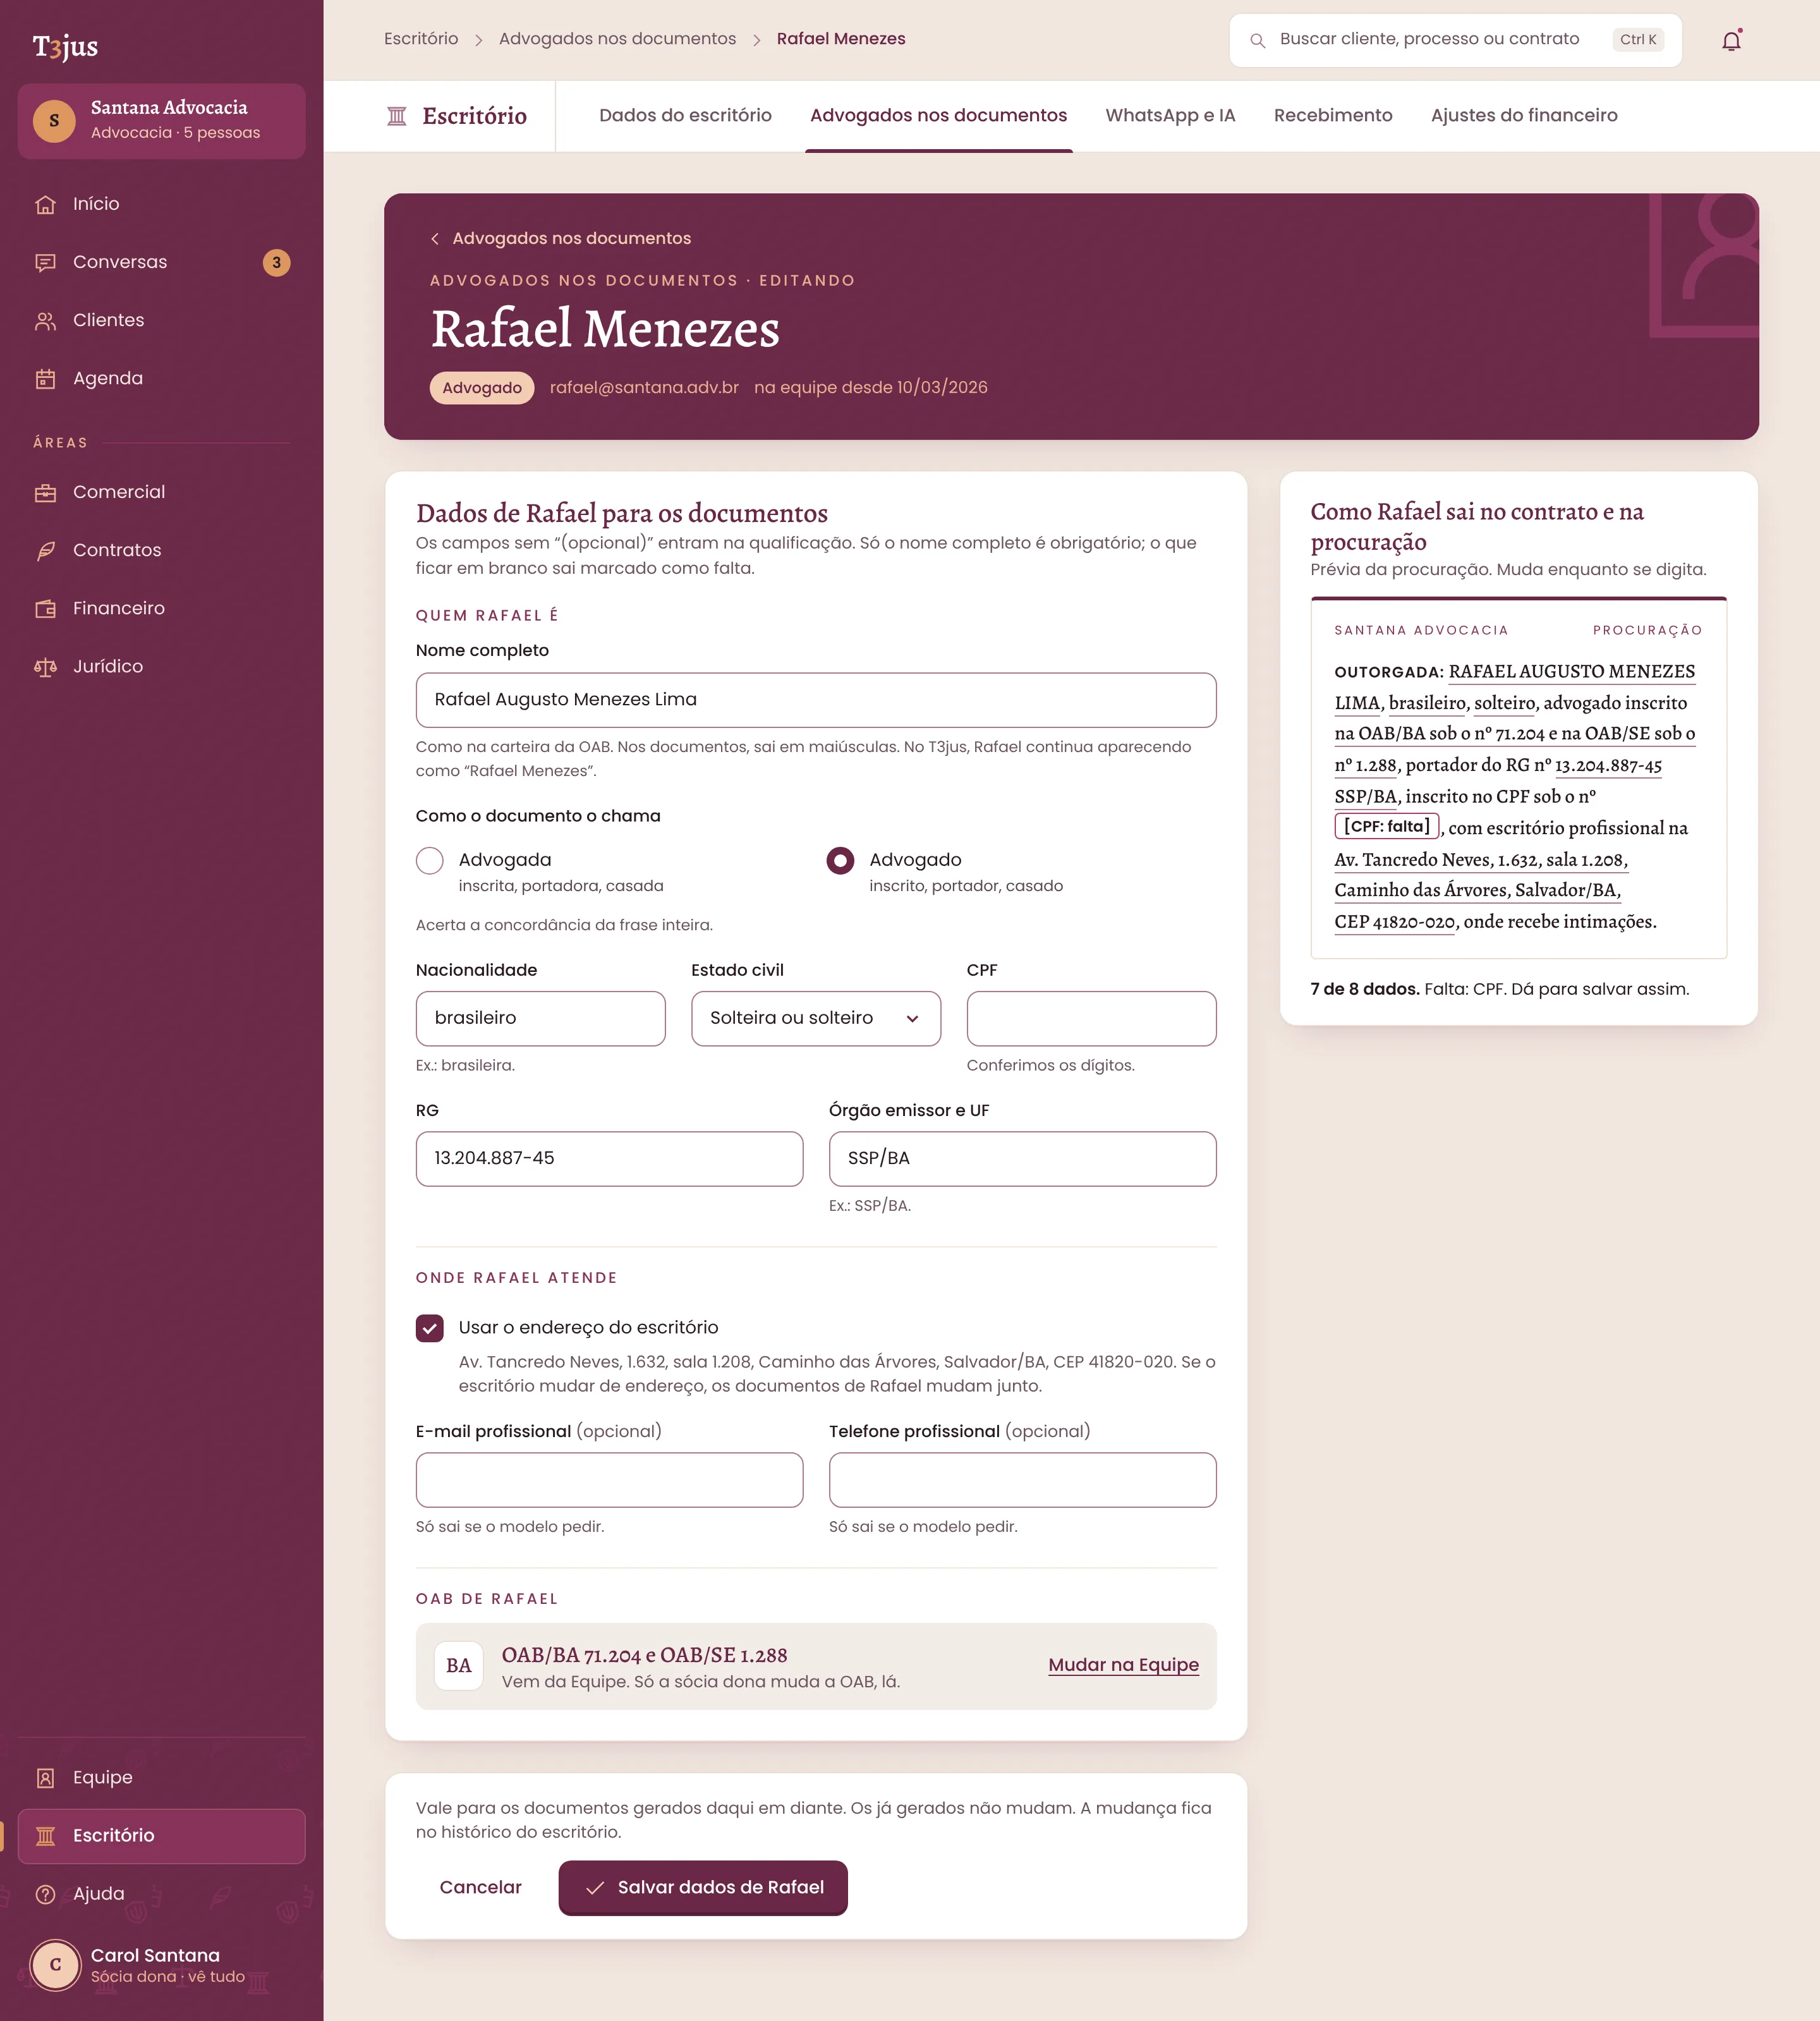 T3jus
S
Santana Advocacia
Advocacia · 5 pessoas
Início
Conversas
3
Clientes
Agenda
ÁREAS
Comercial
Contratos
Financeiro
Jurídico
Equipe
Escritório
Ajuda
C
Carol Santana
Sócia dona · vê tudo
Escritório
Advogados nos documentos
Rafael Menezes
Buscar cliente, processo ou contrato
Ctrl K
Escritório
Dados do escritório
Advogados nos documentos
WhatsApp e IA
Recebimento
Ajustes do financeiro
Advogados nos documentos
ADVOGADOS NOS DOCUMENTOS · EDITANDO
Rafael Menezes
Advogado
rafael@santana.adv.br
na equipe desde 10/03/2026
Dados de Rafael para os documentos
Os campos sem “(opcional)” entram na qualificação. Só o nome completo é obrigatório; o que
ficar em branco sai marcado como falta.
QUEM RAFAEL É
Nome completo
Rafael Augusto Menezes Lima
Como na carteira da OAB. Nos documentos, sai em maiúsculas. No T3jus, Rafael continua aparecendo
como “Rafael Menezes”.
Como o documento o chama
Advogada
inscrita, portadora, casada
Advogado
inscrito, portador, casado
Acerta a concordância da frase inteira.
Nacionalidade
brasileiro
Ex.: brasileira.
Estado civil
Solteira ou solteiro
CPF
Conferimos os dígitos.
RG
13.204.887-45
Órgão emissor e UF
SSP/BA
Ex.: SSP/BA.
ONDE RAFAEL ATENDE
Usar o endereço do escritório
Av. Tancredo Neves, 1.632, sala 1.208, Caminho das Árvores, Salvador/BA, CEP 41820-020. Se o
escritório mudar de endereço, os documentos de Rafael mudam junto.
E-mail profissional (opcional)
Só sai se o modelo pedir.
Telefone profissional (opcional)
Só sai se o modelo pedir.
OAB DE RAFAEL
BA
OAB/BA 71.204 e OAB/SE 1.288
Vem da Equipe. Só a sócia dona muda a OAB, lá.
Mudar na Equipe
Vale para os documentos gerados daqui em diante. Os já gerados não mudam. A mudança fica
no histórico do escritório.
Cancelar
Salvar dados de Rafael
Como Rafael sai no contrato e na
procuração
Prévia da procuração. Muda enquanto se digita.
SANTANA ADVOCACIA
PROCURAÇÃO
OUTORGADA: RAFAEL AUGUSTO MENEZES
LIMA, brasileiro, solteiro, advogado inscrito
na OAB/BA sob o nº 71.204 e na OAB/SE sob o
nº 1.288, portador do RG nº 13.204.887-45
SSP/BA, inscrito no CPF sob o nº
[CPF: falta], com escritório profissional na
Av. Tancredo Neves, 1.632, sala 1.208,
Caminho das Árvores, Salvador/BA,
CEP 41820-020, onde recebe intimações.
7 de 8 dados. Falta: CPF. Dá para salvar assim.